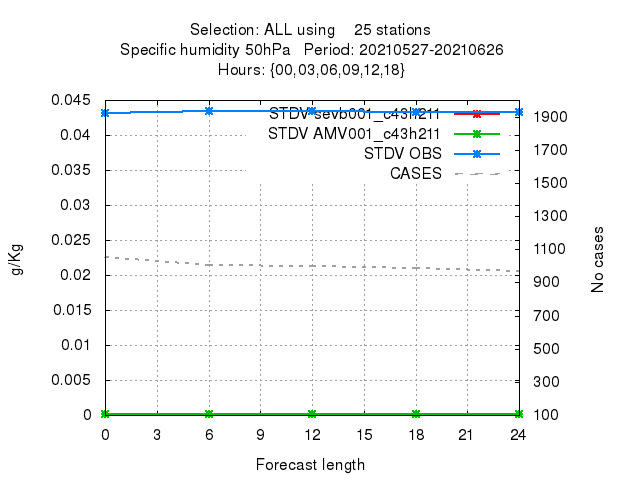 Selection: ALL using 25 stations
Specific humidity 50hPa Period: 20210527-20210626
Hours: {00,03,06,09,12,18}
STDV sevb001_c43h211
STDV AMV001_c43h211
STDV OBS
CASES
g/Kg
0.045
0.04
0.035
0.03
0.025
0.02
0.015
0.01
0.005
0
No cases
1900
1700
1500
1300
1100
900
700
500
300
100
0 3 6 9 12 15 18 21 24
Forecast length